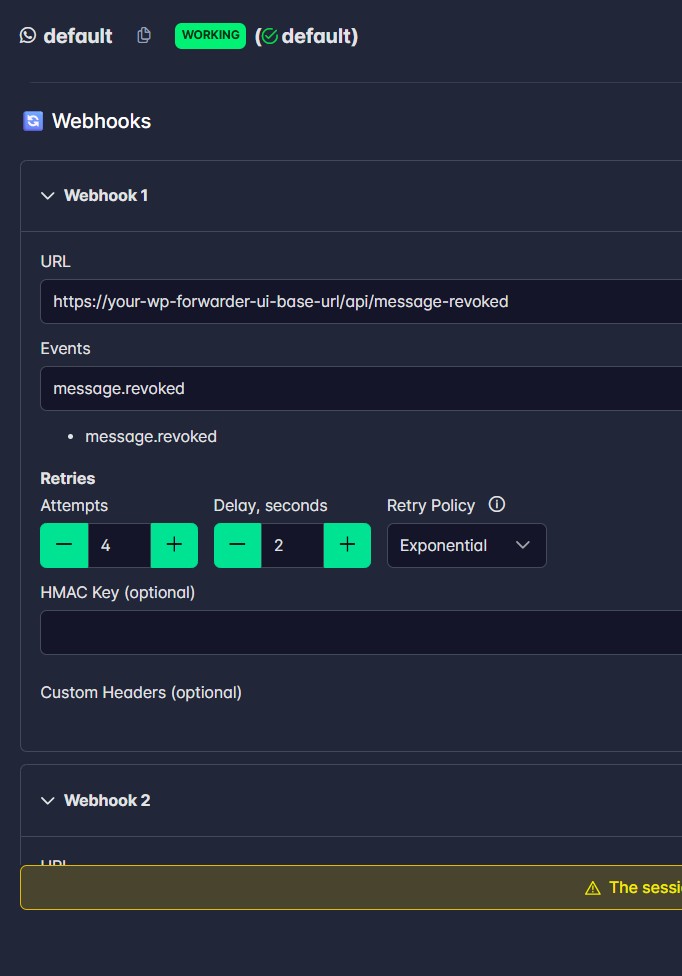 default WORKING ( default)
Webhooks
Webhook 1
URL
https://your-wp-forwarder-ui-base-url/api/message-revoked
Events
message.revoked
• message.revoked
Retries
Attempts Delay, seconds Retry Policy
− 4 + − 2 + Exponential
HMAC Key (optional)
Custom Headers (optional)
Webhook 2
URL
The sessi